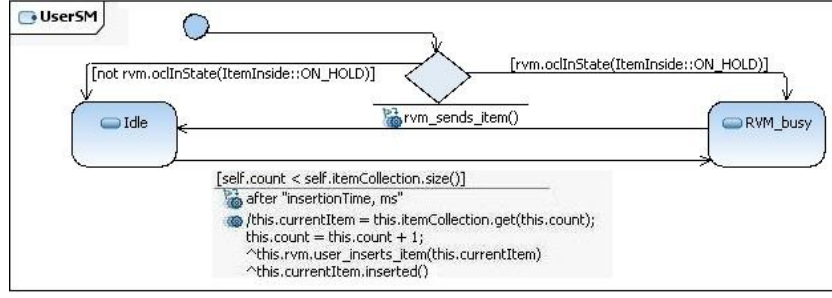 UserSM
[not rvm.oclInState(ItemInside::ON_HOLD)]
[rvm.oclInState(ItemInside::ON_HOLD)]
rvm_sends_item()
Idle
RVM_busy
[self.count < self.itemCollection.size()]
after "insertionTime, ms"
/this.currentItem = this.itemCollection.get(this.count);
this.count = this.count + 1;
^this.rvm.user_inserts_item(this.currentItem)
^this.currentItem.inserted()